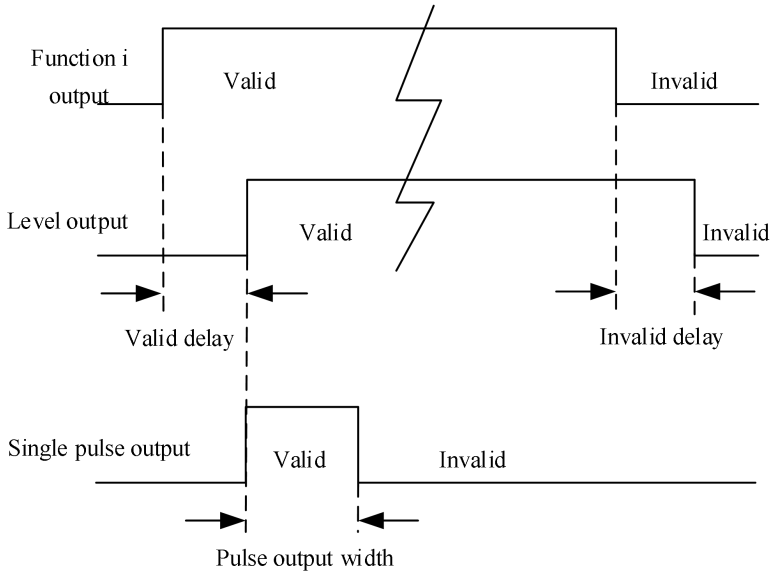 Function i
output
Valid
Invalid
Level output
Valid
Invalid
Valid delay
Invalid delay
Single pulse output
Valid
Invalid
Pulse output width